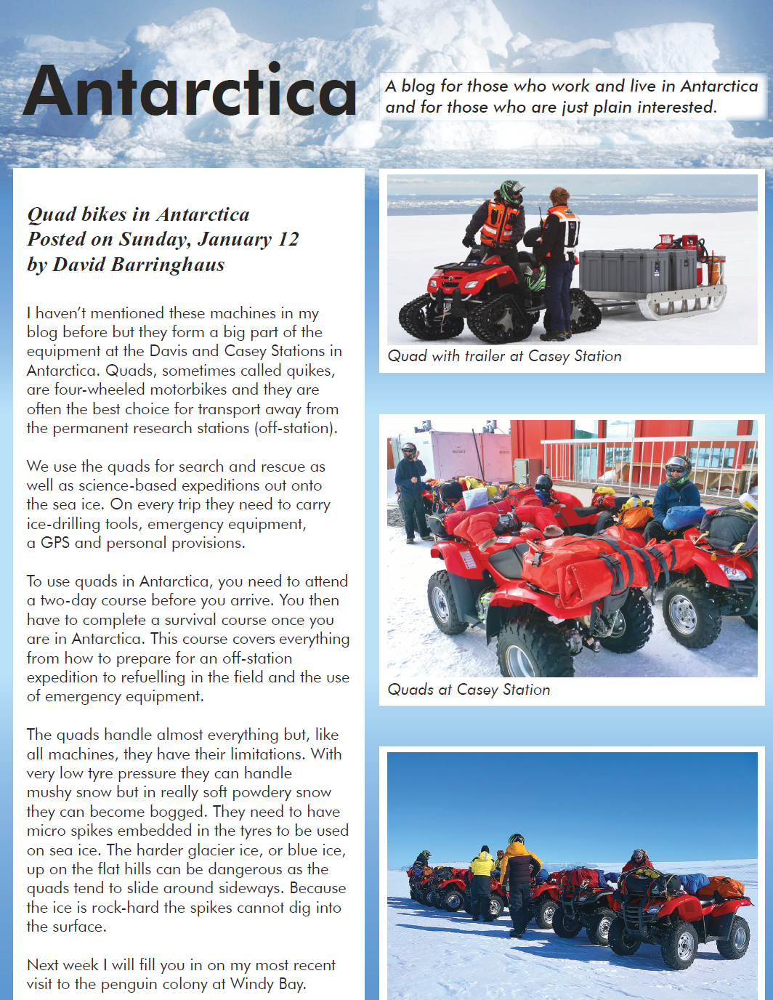 Antarctica
A blog for those who work and live in Antarctica
and for those who are just plain interested.
Quad bikes in Antarctica
Posted on Sunday, January 12
by David Barringhaus
I haven't mentioned these machines in my
blog before but they form a big part of the
equipment at the Davis and Casey Stations in
Antarctica. Quads, sometimes called quikes,
are four-wheeled motorbikes and they are
often the best choice for transport away from
the permanent research stations (off-station).
We use the quads for search and rescue as
well as science-based expeditions out onto
the sea ice. On every trip they need to carry
ice-drilling tools, emergency equipment,
a GPS and personal provisions.
To use quads in Antarctica, you need to attend
a two-day course before you arrive. You then
have to complete a survival course once you
are in Antarctica. This course covers everything
from how to prepare for an off-station
expedition to refuelling in the field and the use
of emergency equipment.
The quads handle almost everything but, like
all machines, they have their limitations. With
very low tyre pressure they can handle
mushy snow but in really soft powdery snow
they can become bogged. They need to have
micro spikes embedded in the tyres to be used
on sea ice. The harder glacier ice, or blue ice,
up on the flat hills can be dangerous as the
quads tend to slide around sideways. Because
the ice is rock-hard the spikes cannot dig into
the surface.
Next week I will fill you in on my most recent
visit to the penguin colony at Windy Bay.
Quad with trailer at Casey Station
Quads at Casey Station